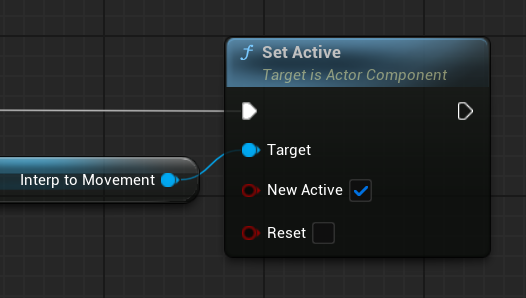 Set Active
Target is Actor Component
Target
Interp to Movement
New Active
Reset